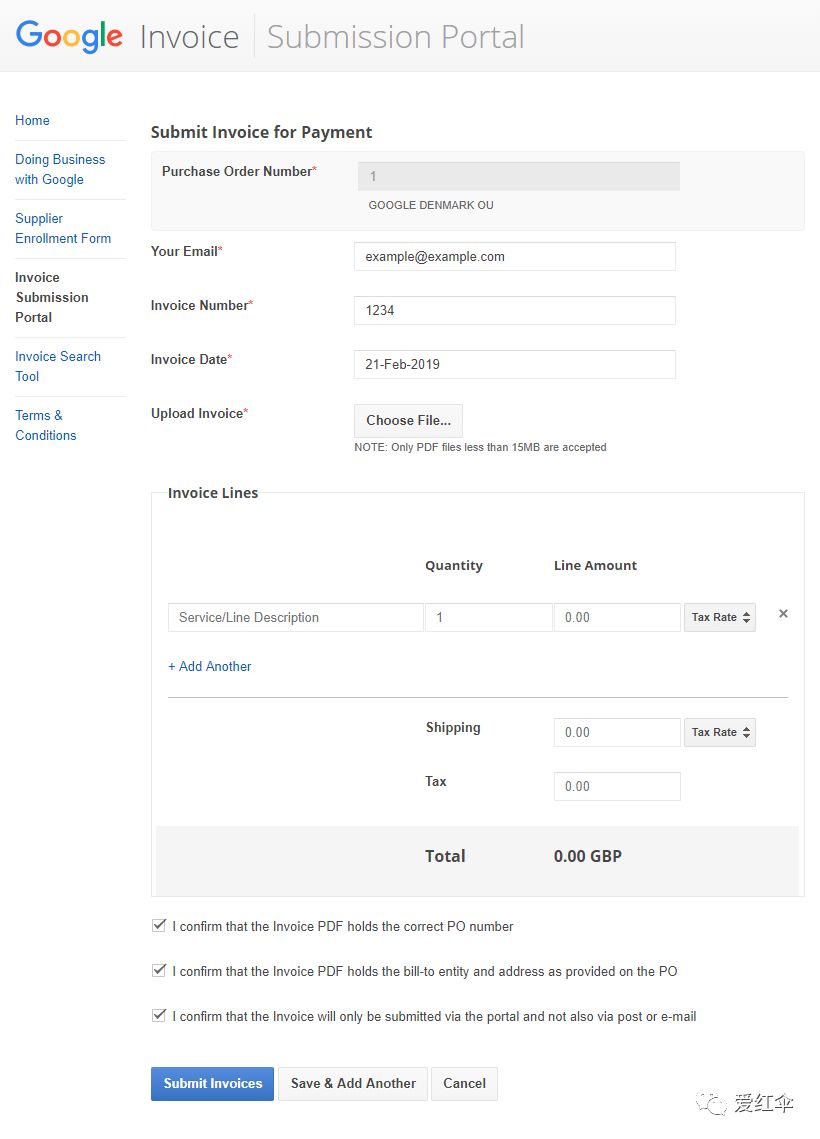 Google Invoice Submission Portal
Home
Doing Business
with Google
Supplier
Enrollment Form
Invoice
Submission
Portal
Invoice Search
Tool
Terms &
Conditions
Submit Invoice for Payment
Purchase Order Number* 1
GOOGLE DENMARK OU
Your Email* example@example.com
Invoice Number* 1234
Invoice Date* 21-Feb-2019
Upload Invoice* Choose File...
NOTE: Only PDF files less than 15MB are accepted
Invoice Lines
Quantity Line Amount
Service/Line Description 1 0.00 Tax Rate ×
+ Add Another
Shipping 0.00 Tax Rate
Tax 0.00
Total 0.00 GBP
I confirm that the Invoice PDF holds the correct PO number
I confirm that the Invoice PDF holds the bill-to entity and address as provided on the PO
I confirm that the Invoice will only be submitted via the portal and not also via post or e-mail
Submit Invoices Save & Add Another Cancel
爱红伞